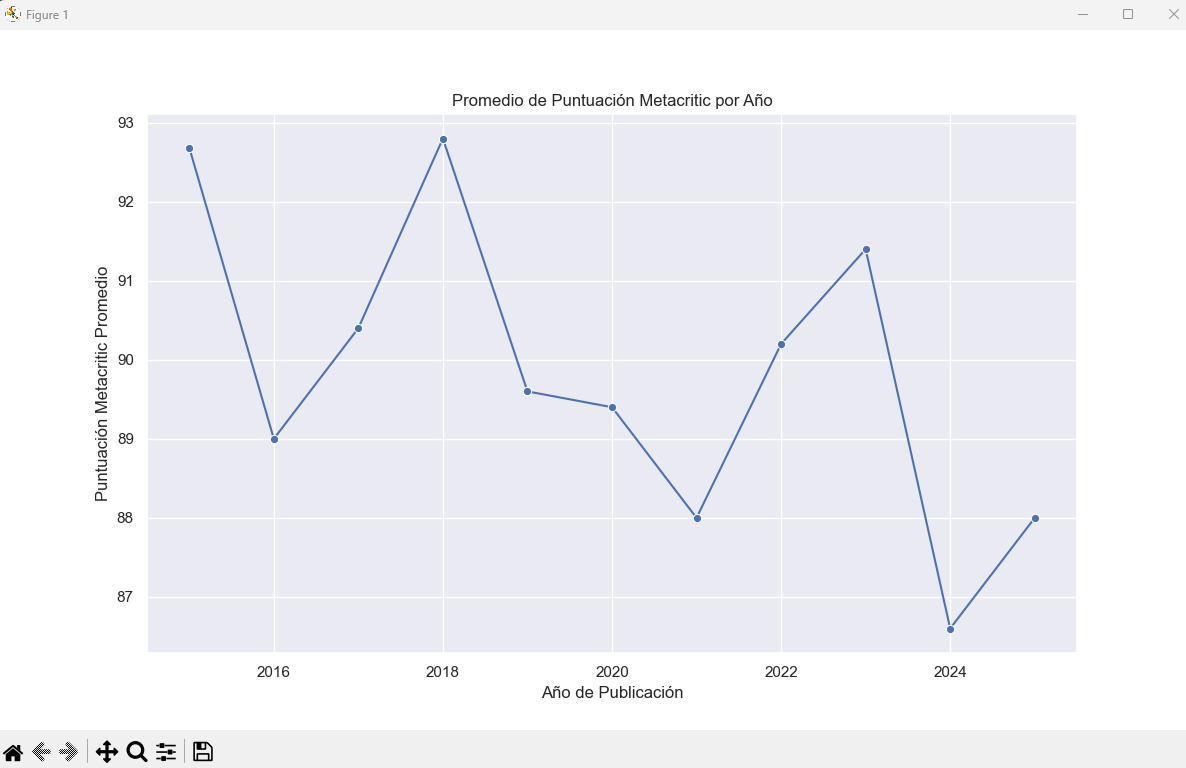 Figure 1
Promedio de Puntuación Metacritic por Año
93
92
91
90
89
88
87
Puntuación Metacritic Promedio
2016 2018 2020 2022 2024
Año de Publicación